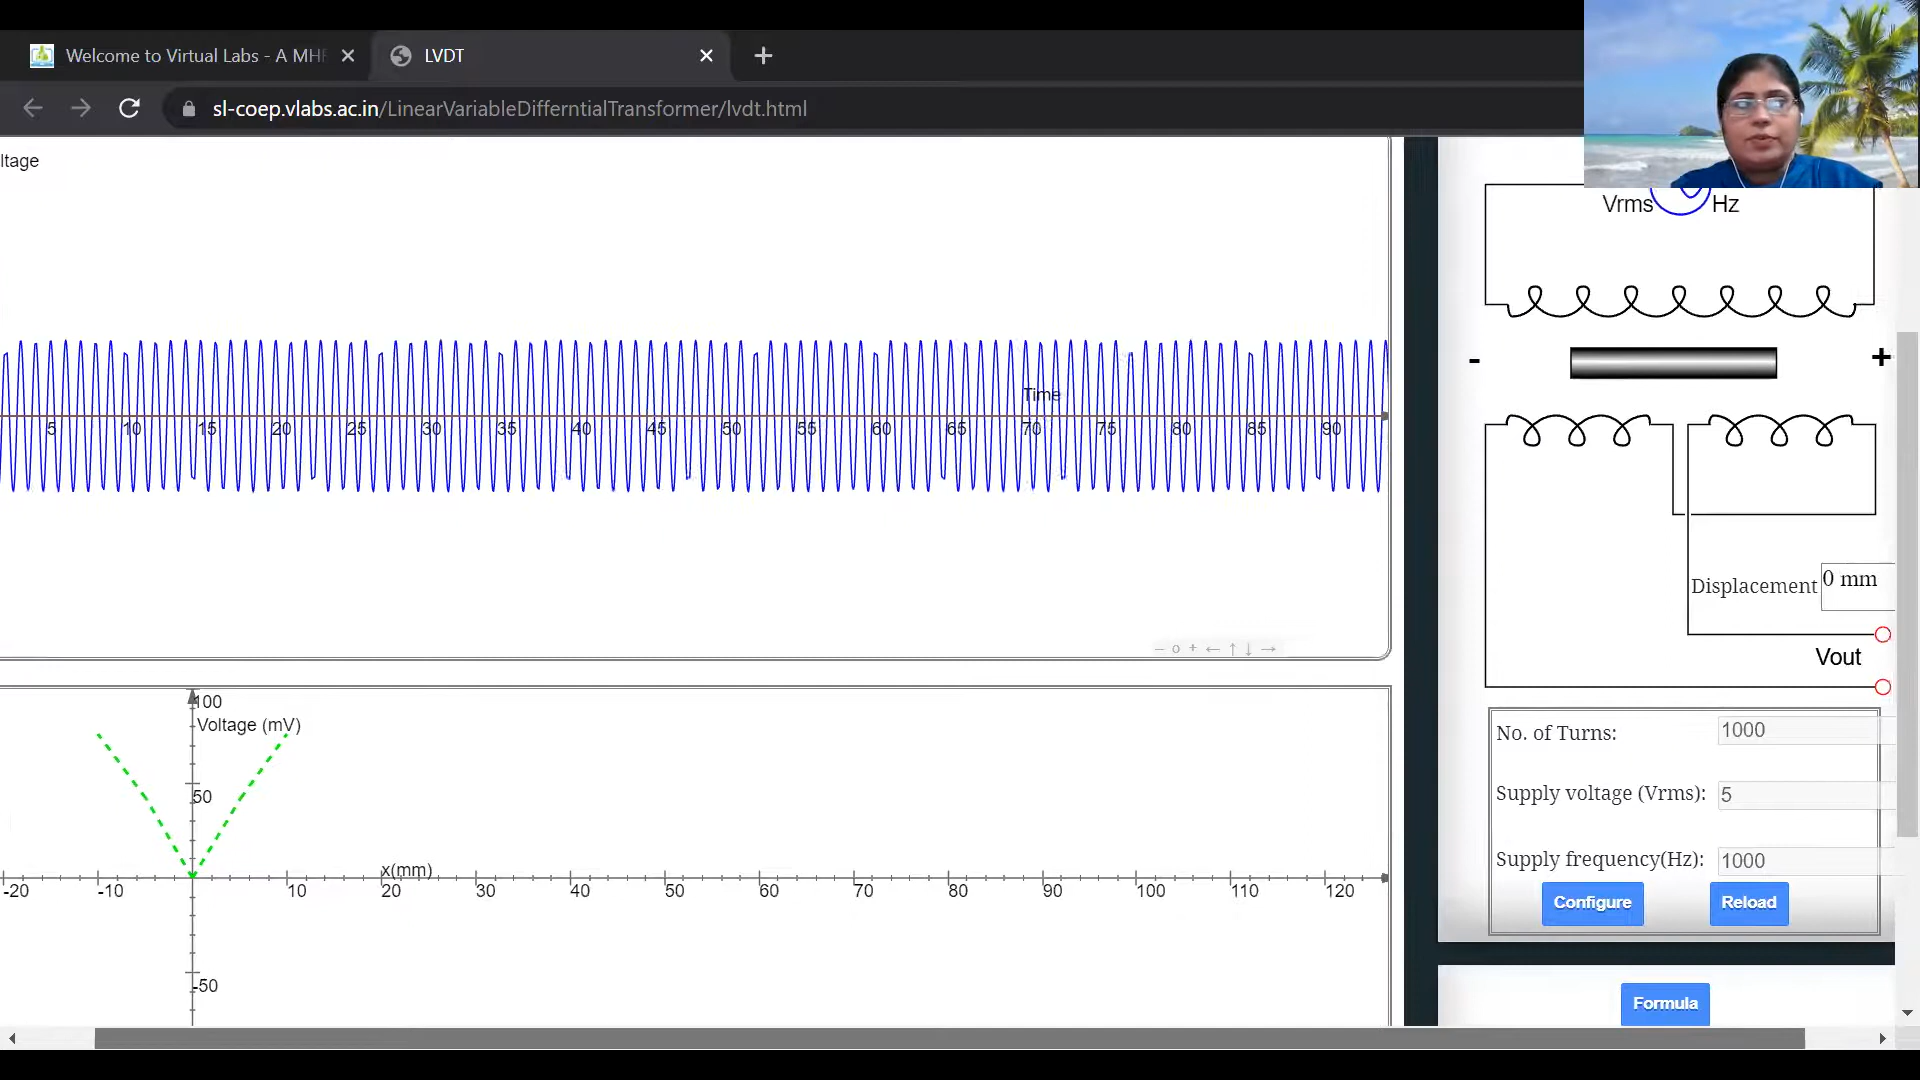 Welcome to Virtual Labs - A MHR
LVDT
sl-coep.vlabs.ac.in/LinearVariableDifferntialTransformer/lvdt.html
ltage
Vrms Hz
- +
Time
5 10 15 20 25 30 35 40 45 50 55 60 65 70 75 80 85 90
Displacement 0 mm
− o + ← ↑ ↓ →
Vout
100
Voltage (mV)
50
x(mm)
-20 -10 10 20 30 40 50 60 70 80 90 100 110 120
-50
No. of Turns: 1000
Supply voltage (Vrms): 5
Supply frequency(Hz): 1000
Configure Reload
Formula